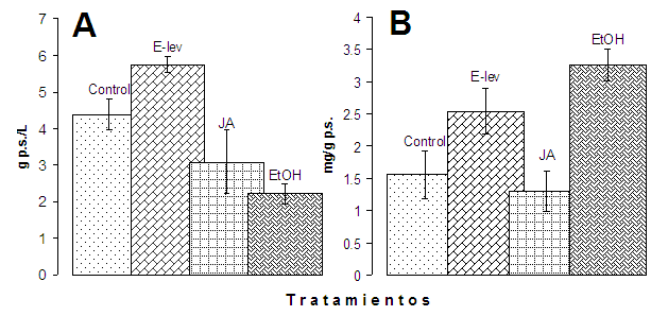 A
B
7
6
5
4
3
2
1
0
g p.s./L
Control
E-lev
JA
EtOH
4
3.5
3
2.5
2
1.5
1
0.5
0
mg/g p.s.
Control
E-lev
JA
EtOH
Tratamientos